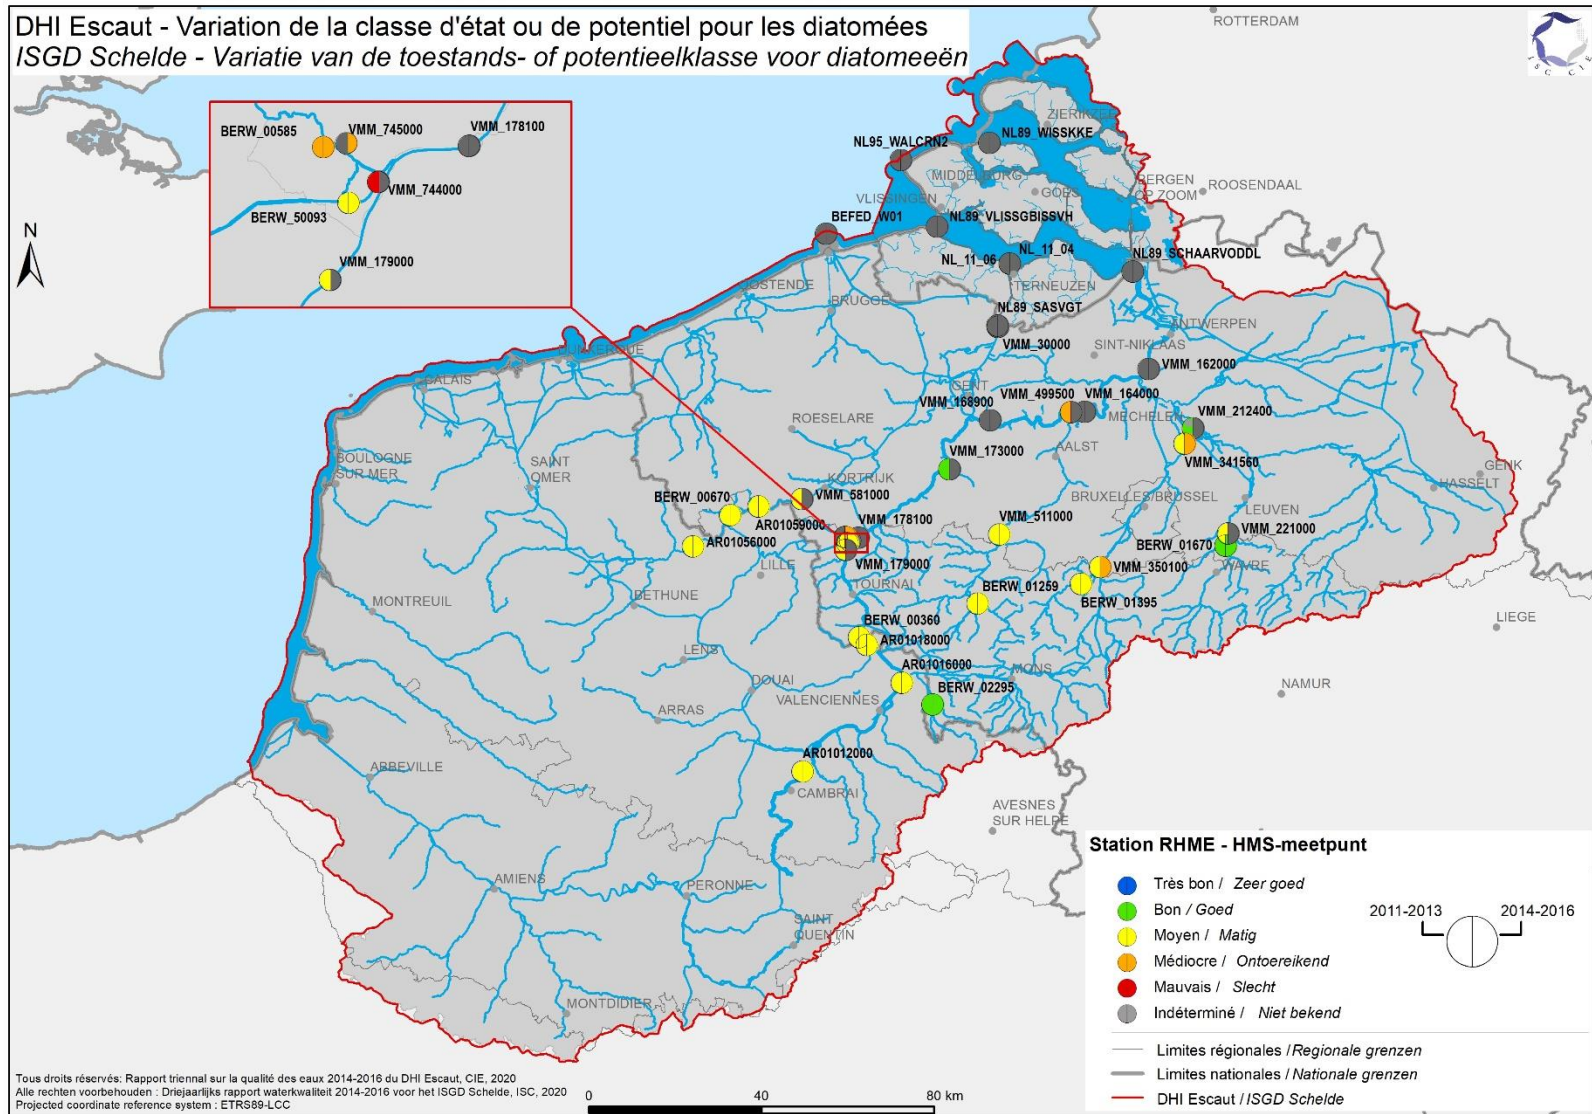 DHI Escaut - Variation de la classe d'état ou de potentiel pour les diatomées
ISGD Schelde - Variatie van de toestands- of potentieelklasse voor diatomeeën
ISC CIE
ROTTERDAM
BERW_00585
VMM_745000
VMM_178100
VMM_744000
BERW_50093
VMM_179000
N
ZIERIKZEE
NL95_WALCRN2
NL89_WISSKKE
MIDDELBURG
GOES
BERGEN
OP ZOOM
ROOSENDAAL
VLISSINGEN
BEFED_W01
NL89_VLISSGBISSVH
NL_11_06
NL_11_04
NL89_SCHAARVODDL
TERNEUZEN
OOSTENDE
BRUGGE
NL89_SASVGT
VMM_30000
ANTWERPEN
SINT-NIKLAAS
DUNKERQUE
CALAIS
VMM_162000
GENT
VMM_168900
VMM_499500
VMM_164000
ROESELARE
MECHELEN
VMM_212400
AALST
VMM_341560
VMM_173000
BOULOGNE
SUR MER
SAINT
OMER
GENK
HASSELT
KORTRIJK
BRUXELLES/BRUSSEL
LEUVEN
BERW_00670
VMM_581000
AR01059000
VMM_178100
VMM_511000
VMM_221000
AR01056000
BERW_01670
VMM_179000
VMM_350100
WAVRE
LILLE
TOURNAI
BERW_01259
BERW_01395
BETHUNE
MONTREUIL
LIEGE
BERW_00360
AR01018000
LENS
AR01016000
MONS
DOUAI
BERW_02295
NAMUR
VALENCIENNES
ARRAS
AR01012000
ABBEVILLE
CAMBRAI
AVESNES
SUR HELPE
AMIENS
PERONNE
SAINT
QUENTIN
MONTDIDIER
Station RHME - HMS-meetpunt
Très bon / Zeer goed
Bon / Goed
Moyen / Matig
Médiocre / Ontoereikend
Mauvais / Slecht
Indéterminé / Niet bekend
2011-2013
2014-2016
Limites régionales / Regionale grenzen
Limites nationales / Nationale grenzen
DHI Escaut / ISGD Schelde
Tous droits réservés: Rapport triennal sur la qualité des eaux 2014-2016 du DHI Escaut, CIE, 2020
Alle rechten voorbehouden : Driejaarlijks rapport waterkwaliteit 2014-2016 voor het ISGD Schelde, ISC, 2020
Projected coordinate reference system : ETRS89-LCC
0
40
80 km